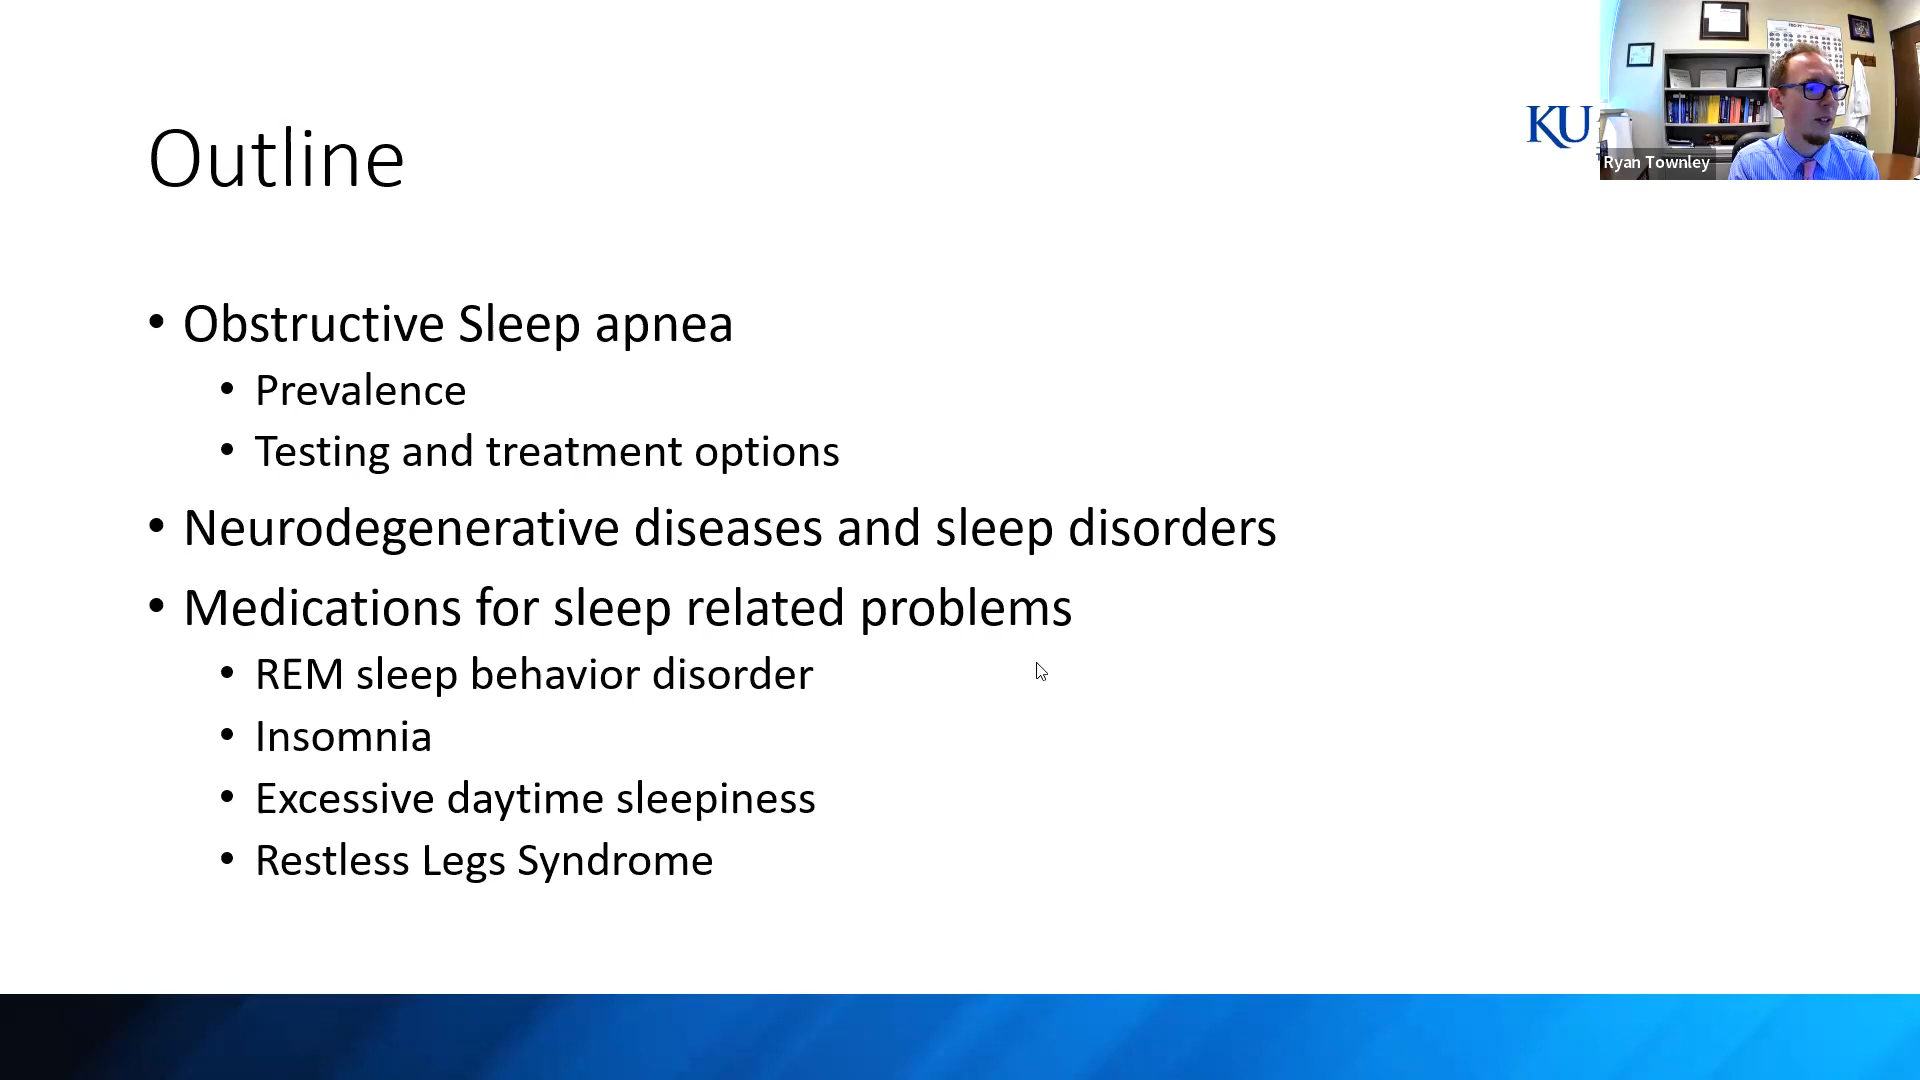 Outline
KU
Ryan Townley
• Obstructive Sleep apnea
• Prevalence
• Testing and treatment options
• Neurodegenerative diseases and sleep disorders
• Medications for sleep related problems
• REM sleep behavior disorder
• Insomnia
• Excessive daytime sleepiness
• Restless Legs Syndrome